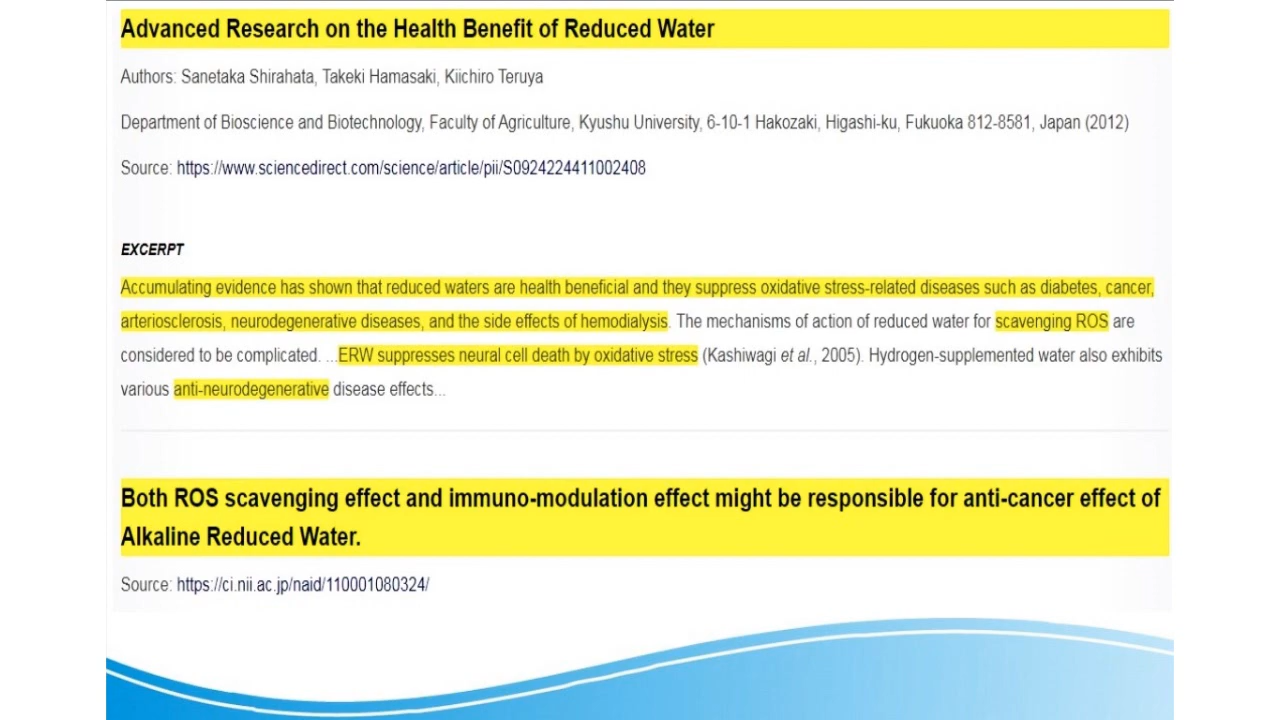 Advanced Research on the Health Benefit of Reduced Water
Authors: Sanetaka Shirahata, Takeki Hamasaki, Kiichiro Teruya
Department of Bioscience and Biotechnology, Faculty of Agriculture, Kyushu University, 6-10-1 Hakozaki, Higashi-ku, Fukuoka 812-8581, Japan (2012)
Source: https://www.sciencedirect.com/science/article/pii/S0924224411002408
EXCERPT
Accumulating evidence has shown that reduced waters are health beneficial and they suppress oxidative stress-related diseases such as diabetes, cancer,
arteriosclerosis, neurodegenerative diseases, and the side effects of hemodialysis. The mechanisms of action of reduced water for scavenging ROS are
considered to be complicated. ...ERW suppresses neural cell death by oxidative stress (Kashiwagi et al., 2005). Hydrogen-supplemented water also exhibits
various anti-neurodegenerative disease effects...
Both ROS scavenging effect and immuno-modulation effect might be responsible for anti-cancer effect of
Alkaline Reduced Water.
Source: https://ci.nii.ac.jp/naid/110001080324/